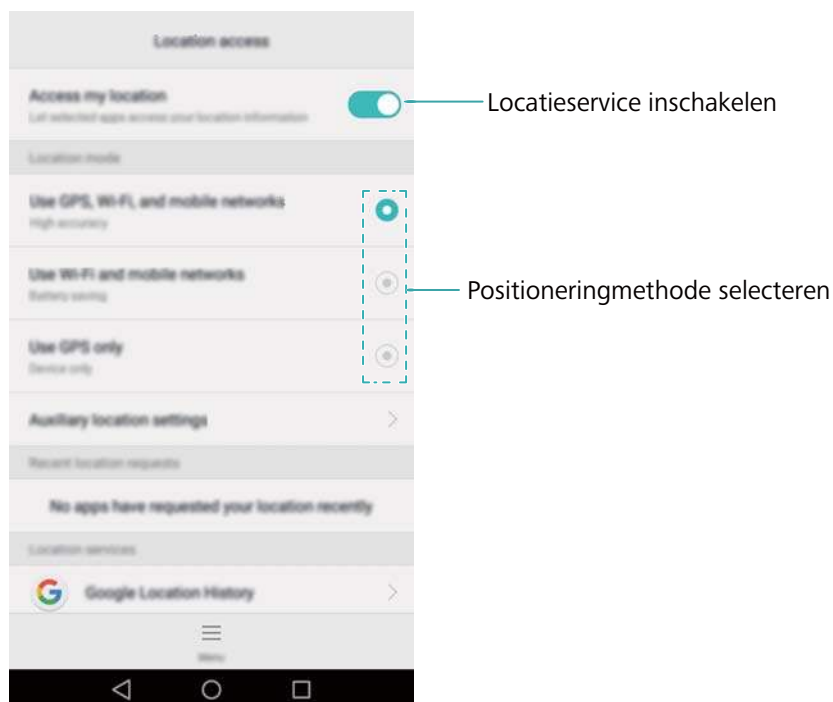 Location access
Access my location
Locatieservice inschakelen
Let selected apps access your location information
Location mode
Use GPS, Wi-Fi, and mobile networks
High accuracy
Use Wi-Fi and mobile networks
Battery saving
Positioneringmethode selecteren
Use GPS only
Device only
Auxiliary location settings
Recent location requests
No apps have requested your location recently
Location services
Google Location History
Menu